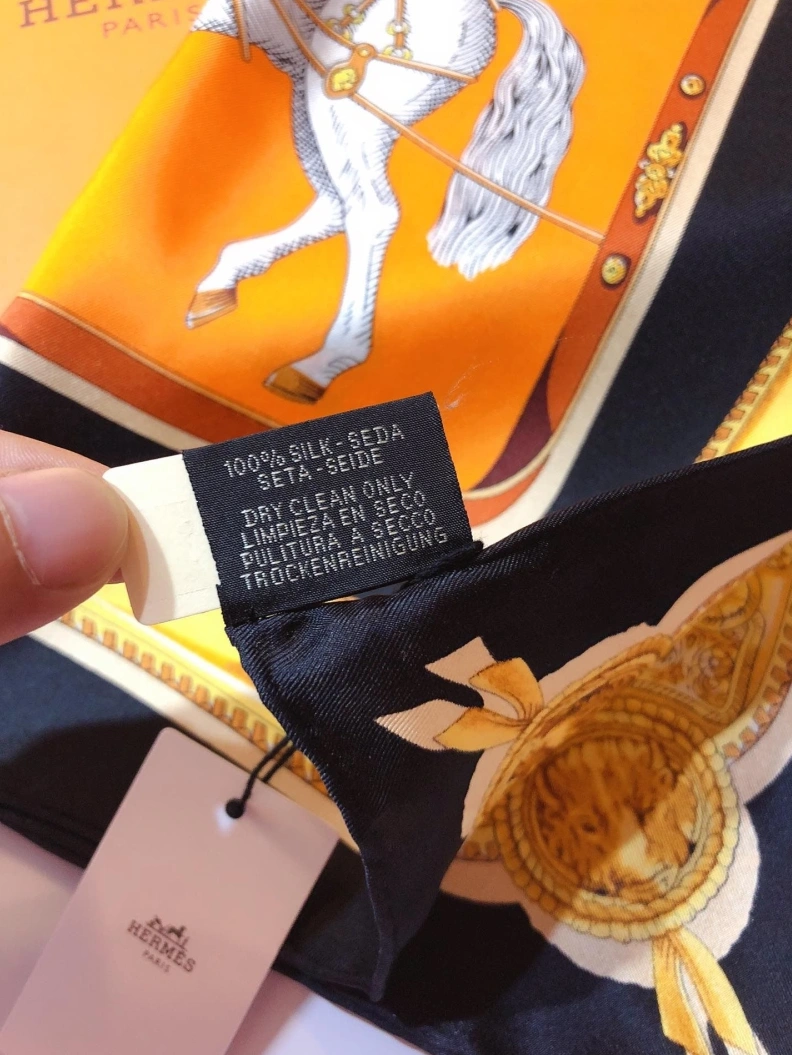 HERMÈS
PARIS
100% SILK-SEDA
SETA-SEIDE
DRY CLEAN ONLY
LIMPIEZA EN SECO
PULITURA A SECCO
TROCKENREINIGUNG
HERMÈS
PARIS